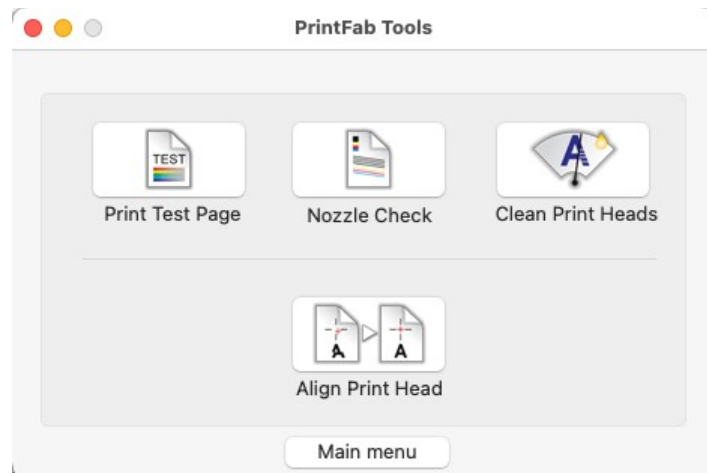 PrintFab Tools
TEST
Print Test Page
Nozzle Check
A
Clean Print Heads
A
A
Align Print Head
Main menu